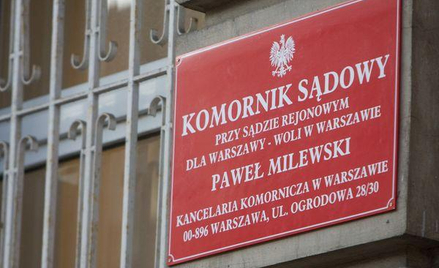 KOMORNIK SĄDOWY
PRZY SĄDZIE REJONOWYM
DLA WARSZAWY - WOLI W WARSZAWIE
PAWEŁ MILEWSKI
KANCELARIA KOMORNICZA W WARSZAWIE
00-896 WARSZAWA, UL. OGRODOWA 28/30